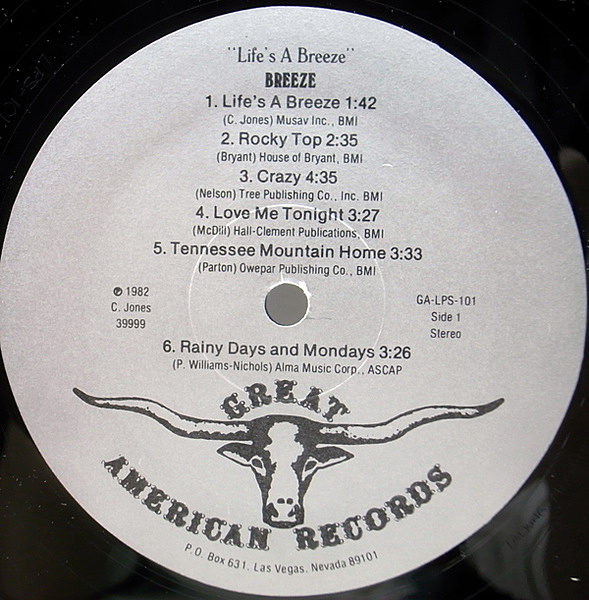 "Life's A Breeze"
BREEZE
1. Life's A Breeze 1:42
(C. Jones) Musav Inc., BMI
2. Rocky Top 2:35
(Bryant) House of Bryant, BMI
3. Crazy 4:35
(Nelson) Tree Publishing Co., Inc. BMI
4. Love Me Tonight 3:27
(McDill) Hall-Clement Publications, BMI
5. Tennessee Mountain Home 3:33
(Parton) Owepar Publishing Co., BMI
℗ 1982
C. Jones
39999
GA-LPS-101
Side 1
Stereo
6. Rainy Days and Mondays 3:26
(P. Williams-Nichols) Alma Music Corp., ASCAP
GREAT
AMERICAN RECORDS
P.O. Box 631, Las Vegas, Nevada 89101